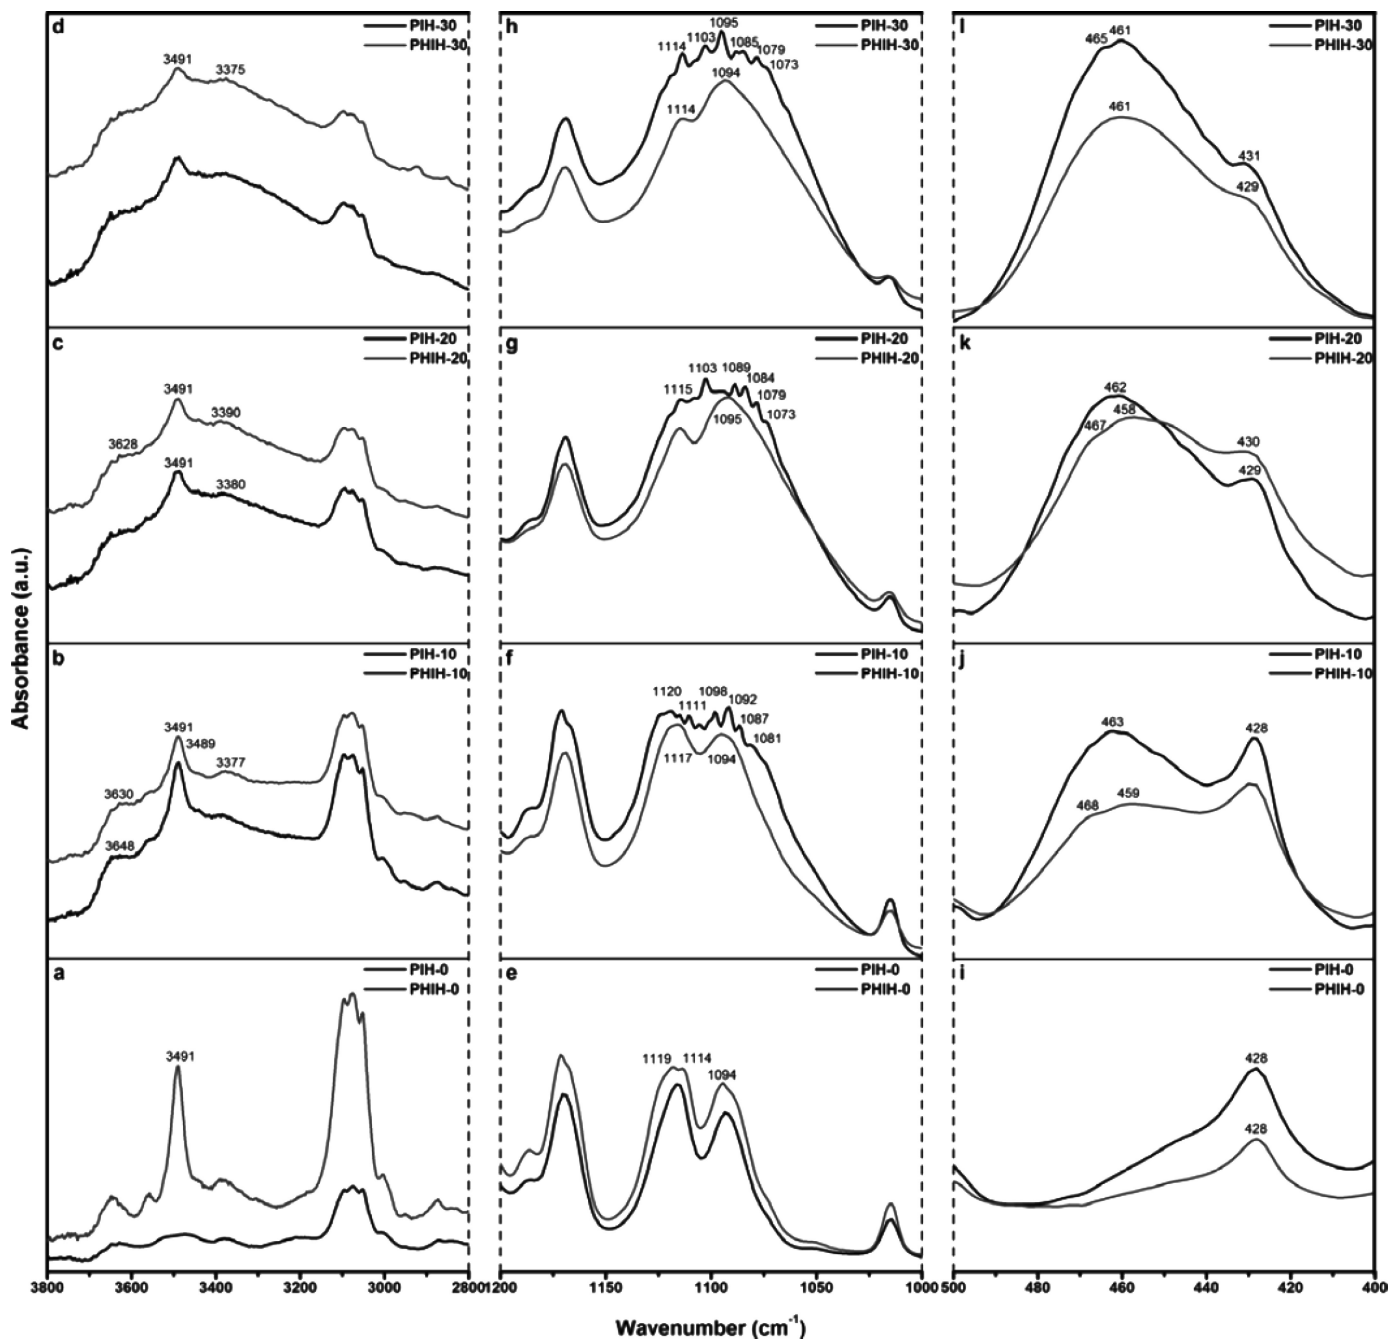 d
PIH-30
PHIH-30
3491
3375
h
PIH-30
PHIH-30
1095
1103
1085
1114
1079
1073
1094
1114
l
PIH-30
PHIH-30
465
461
461
431
429
c
PIH-20
PHIH-20
3491
3390
3628
3491
3380
g
PIH-20
PHIH-20
1103
1089
1084
1115
1079
1073
1095
k
PIH-20
PHIH-20
462
458
467
430
429
b
PIH-10
PHIH-10
3491
3489
3377
3630
3648
f
PIH-10
PHIH-10
1120
1098
1092
1111
1087
1081
1117
1094
j
PIH-10
PHIH-10
463
428
468
459
a
PIH-0
PHIH-0
3491
e
PIH-0
PHIH-0
1119
1114
1094
i
PIH-0
PHIH-0
428
428
Absorbance (a.u.)
3800 3600 3400 3200 3000 2800
1200 1150 1100 1050 1000
500 480 460 440 420 400
Wavenumber (cm⁻¹)